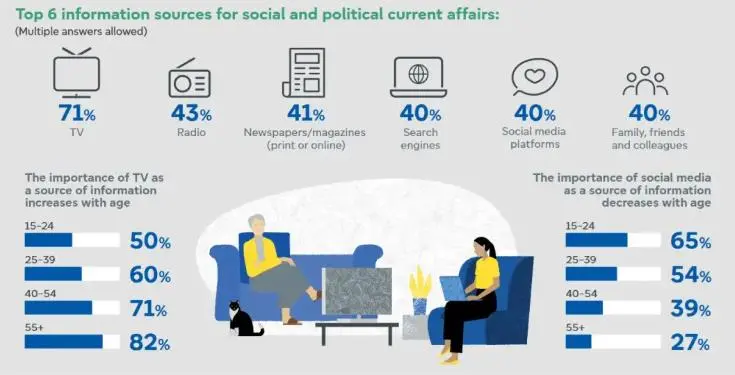 Top 6 information sources for social and political current affairs:
(Multiple answers allowed)
71%
TV
43%
Radio
41%
Newspapers/magazines
(print or online)
40%
Search
engines
40%
Social media
platforms
40%
Family, friends
and colleagues
The importance of TV as
a source of information
increases with age
15–24
50%
25–39
60%
40–54
71%
55+
82%
The importance of social media
as a source of information
decreases with age
15–24
65%
25–39
54%
40–54
39%
55+
27%